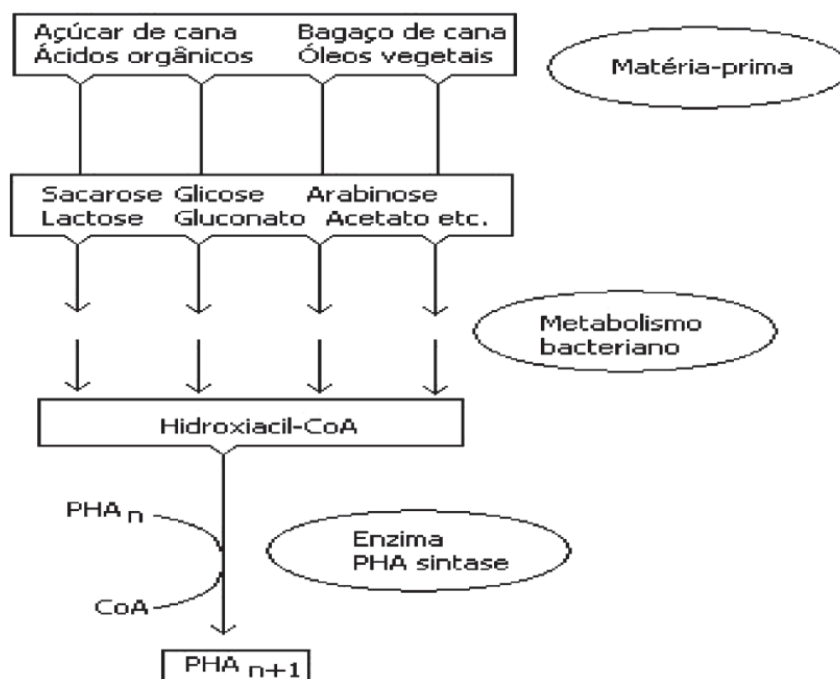 Açúcar de cana Bagaço de cana
Ácidos orgânicos Óleos vegetais
Matéria-prima
Sacarose Glicose Arabinose
Lactose Gluconato Acetato etc.
Metabolismo
bacteriano
Hidroxiacil-CoA
PHA n
Enzima
PHA sintase
CoA
PHA n+1